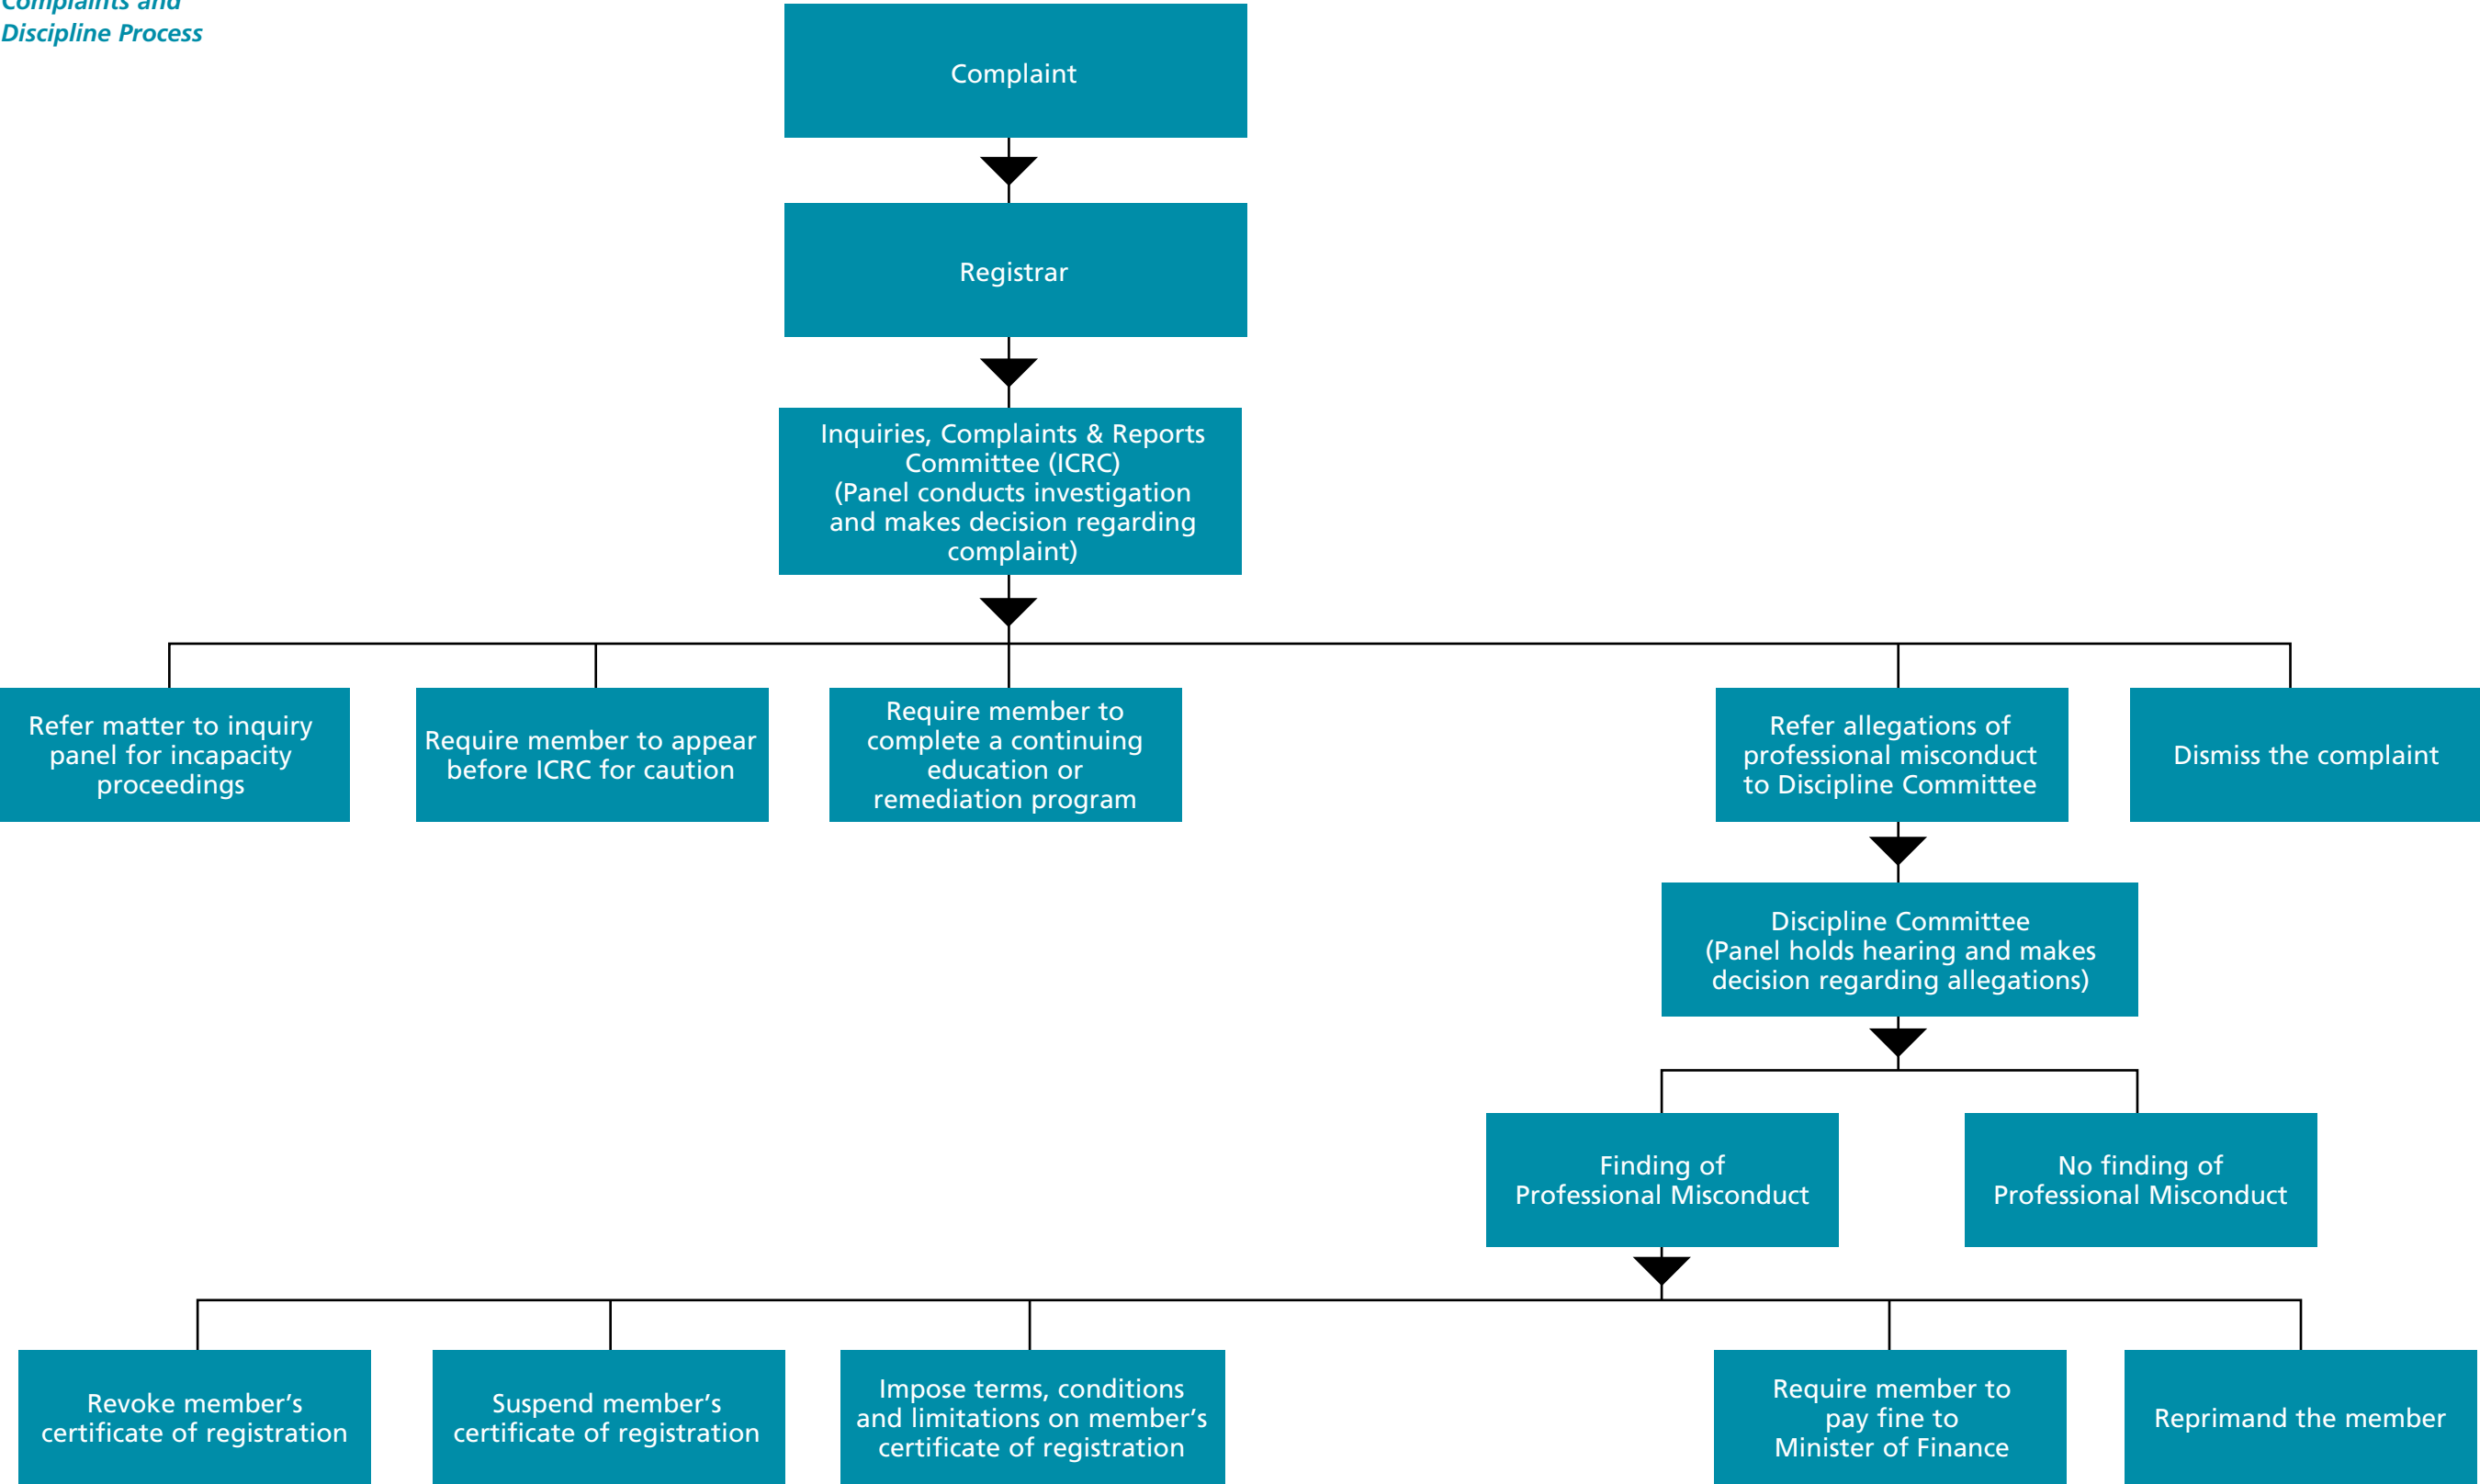 Complaints and
Discipline Process
Complaint
Registrar
Inquiries, Complaints & Reports
Committee (ICRC)
(Panel conducts investigation
and makes decision regarding
complaint)
Refer matter to inquiry
panel for incapacity
proceedings
Require member to appear
before ICRC for caution
Require member to
complete a continuing
education or
remediation program
Refer allegations of
professional misconduct
to Discipline Committee
Dismiss the complaint
Discipline Committee
(Panel holds hearing and makes
decision regarding allegations)
Finding of
Professional Misconduct
No finding of
Professional Misconduct
Revoke member’s
certificate of registration
Suspend member’s
certificate of registration
Impose terms, conditions
and limitations on member’s
certificate of registration
Require member to
pay fine to
Minister of Finance
Reprimand the member